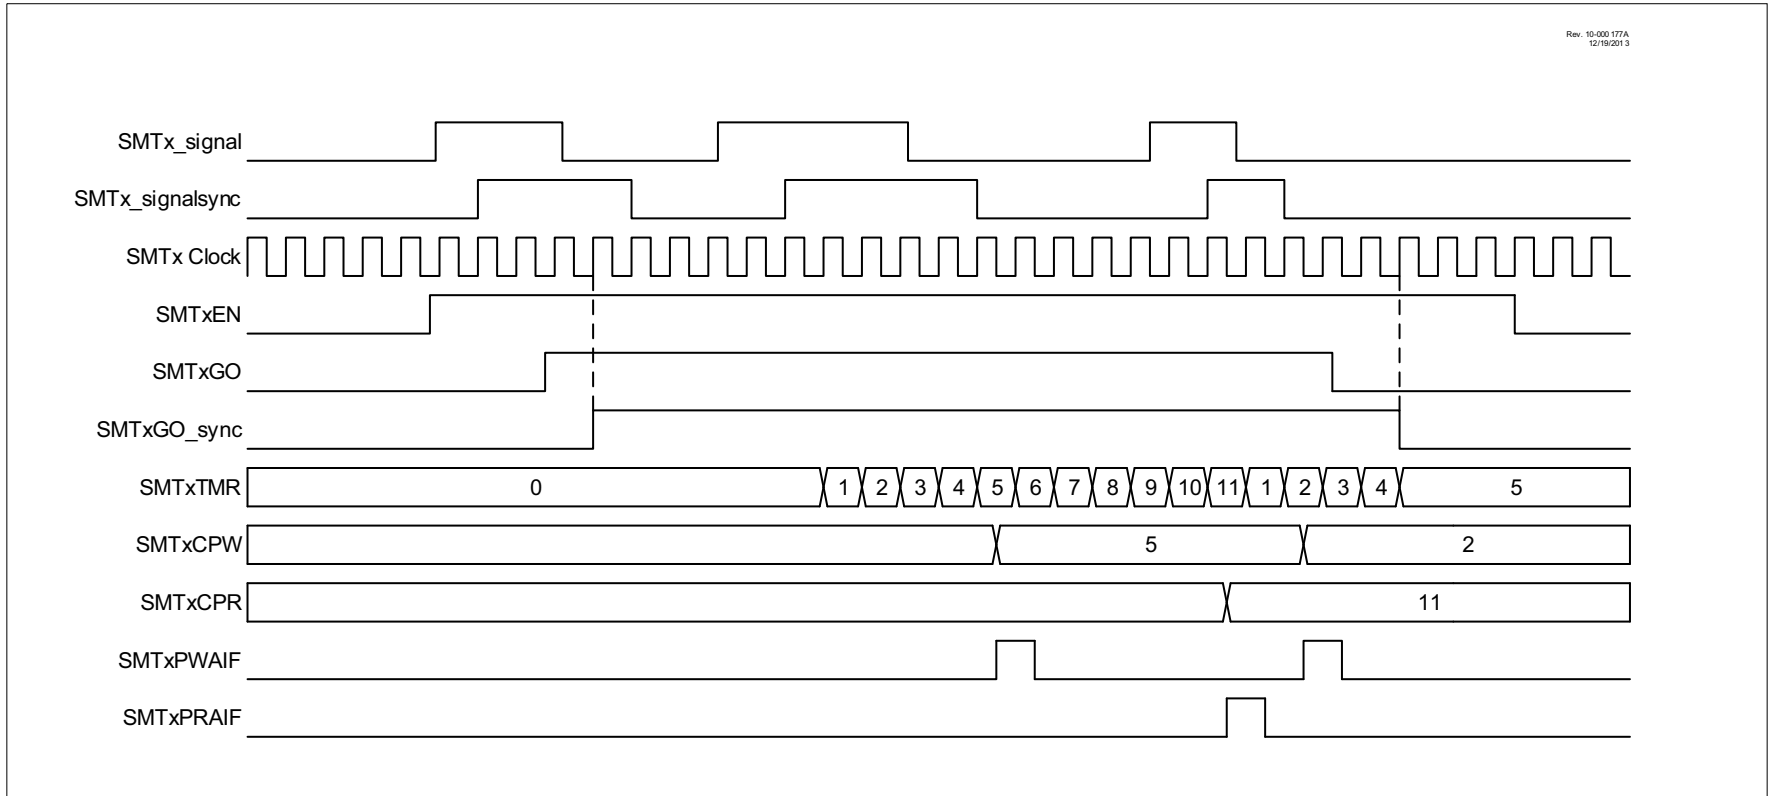 Rev. 10-000 177A
12/19/201 3
SMTx_signal
SMTx_signalsync
SMTx Clock
SMTxEN
SMTxGO
SMTxGO_sync
SMTxTMR 0 1 2 3 4 5 6 7 8 9 10 11 1 2 3 4 5
SMTxCPW 5 2
SMTxCPR 11
SMTxPWAIF
SMTxPRAIF